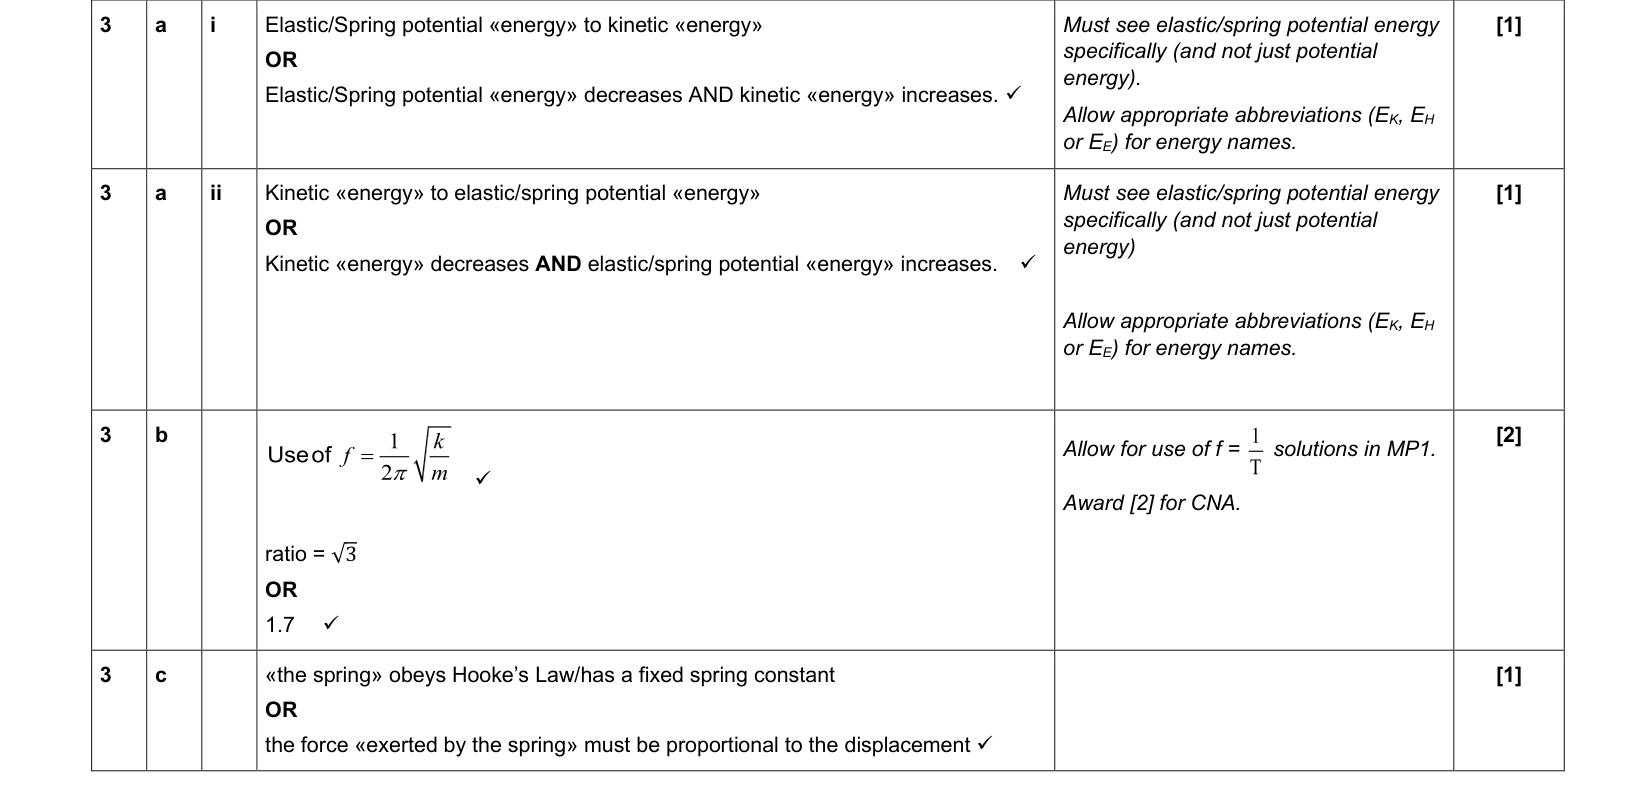 3 a i Elastic/Spring potential «energy» to kinetic «energy»
OR
Elastic/Spring potential «energy» decreases AND kinetic «energy» increases. ✓
Must see elastic/spring potential energy
specifically (and not just potential
energy).
Allow appropriate abbreviations (EK, EH
or EE) for energy names.
[1]
3 a ii Kinetic «energy» to elastic/spring potential «energy»
OR
Kinetic «energy» decreases AND elastic/spring potential «energy» increases. ✓
Must see elastic/spring potential energy
specifically (and not just potential
energy)
Allow appropriate abbreviations (EK, EH
or EE) for energy names.
[1]
3 b Use of f = 1/2π √k/m ✓
ratio = √3
OR
1.7 ✓
Allow for use of f = 1/T solutions in MP1.
Award [2] for CNA.
[2]
3 c «the spring» obeys Hooke’s Law/has a fixed spring constant
OR
the force «exerted by the spring» must be proportional to the displacement ✓
[1]